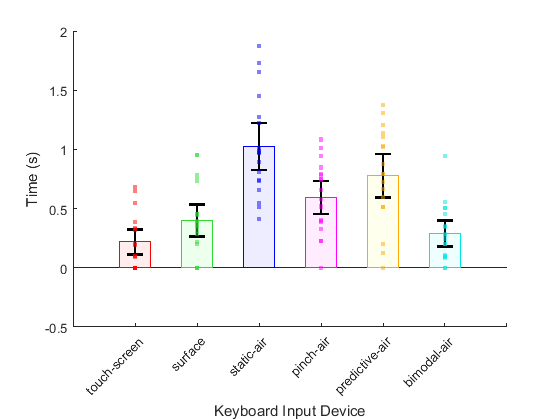 2
1.5
1
0.5
0
-0.5
Time (s)
touch-screen
surface
static-air
pinch-air
predictive-air
bimodal-air
Keyboard Input Device